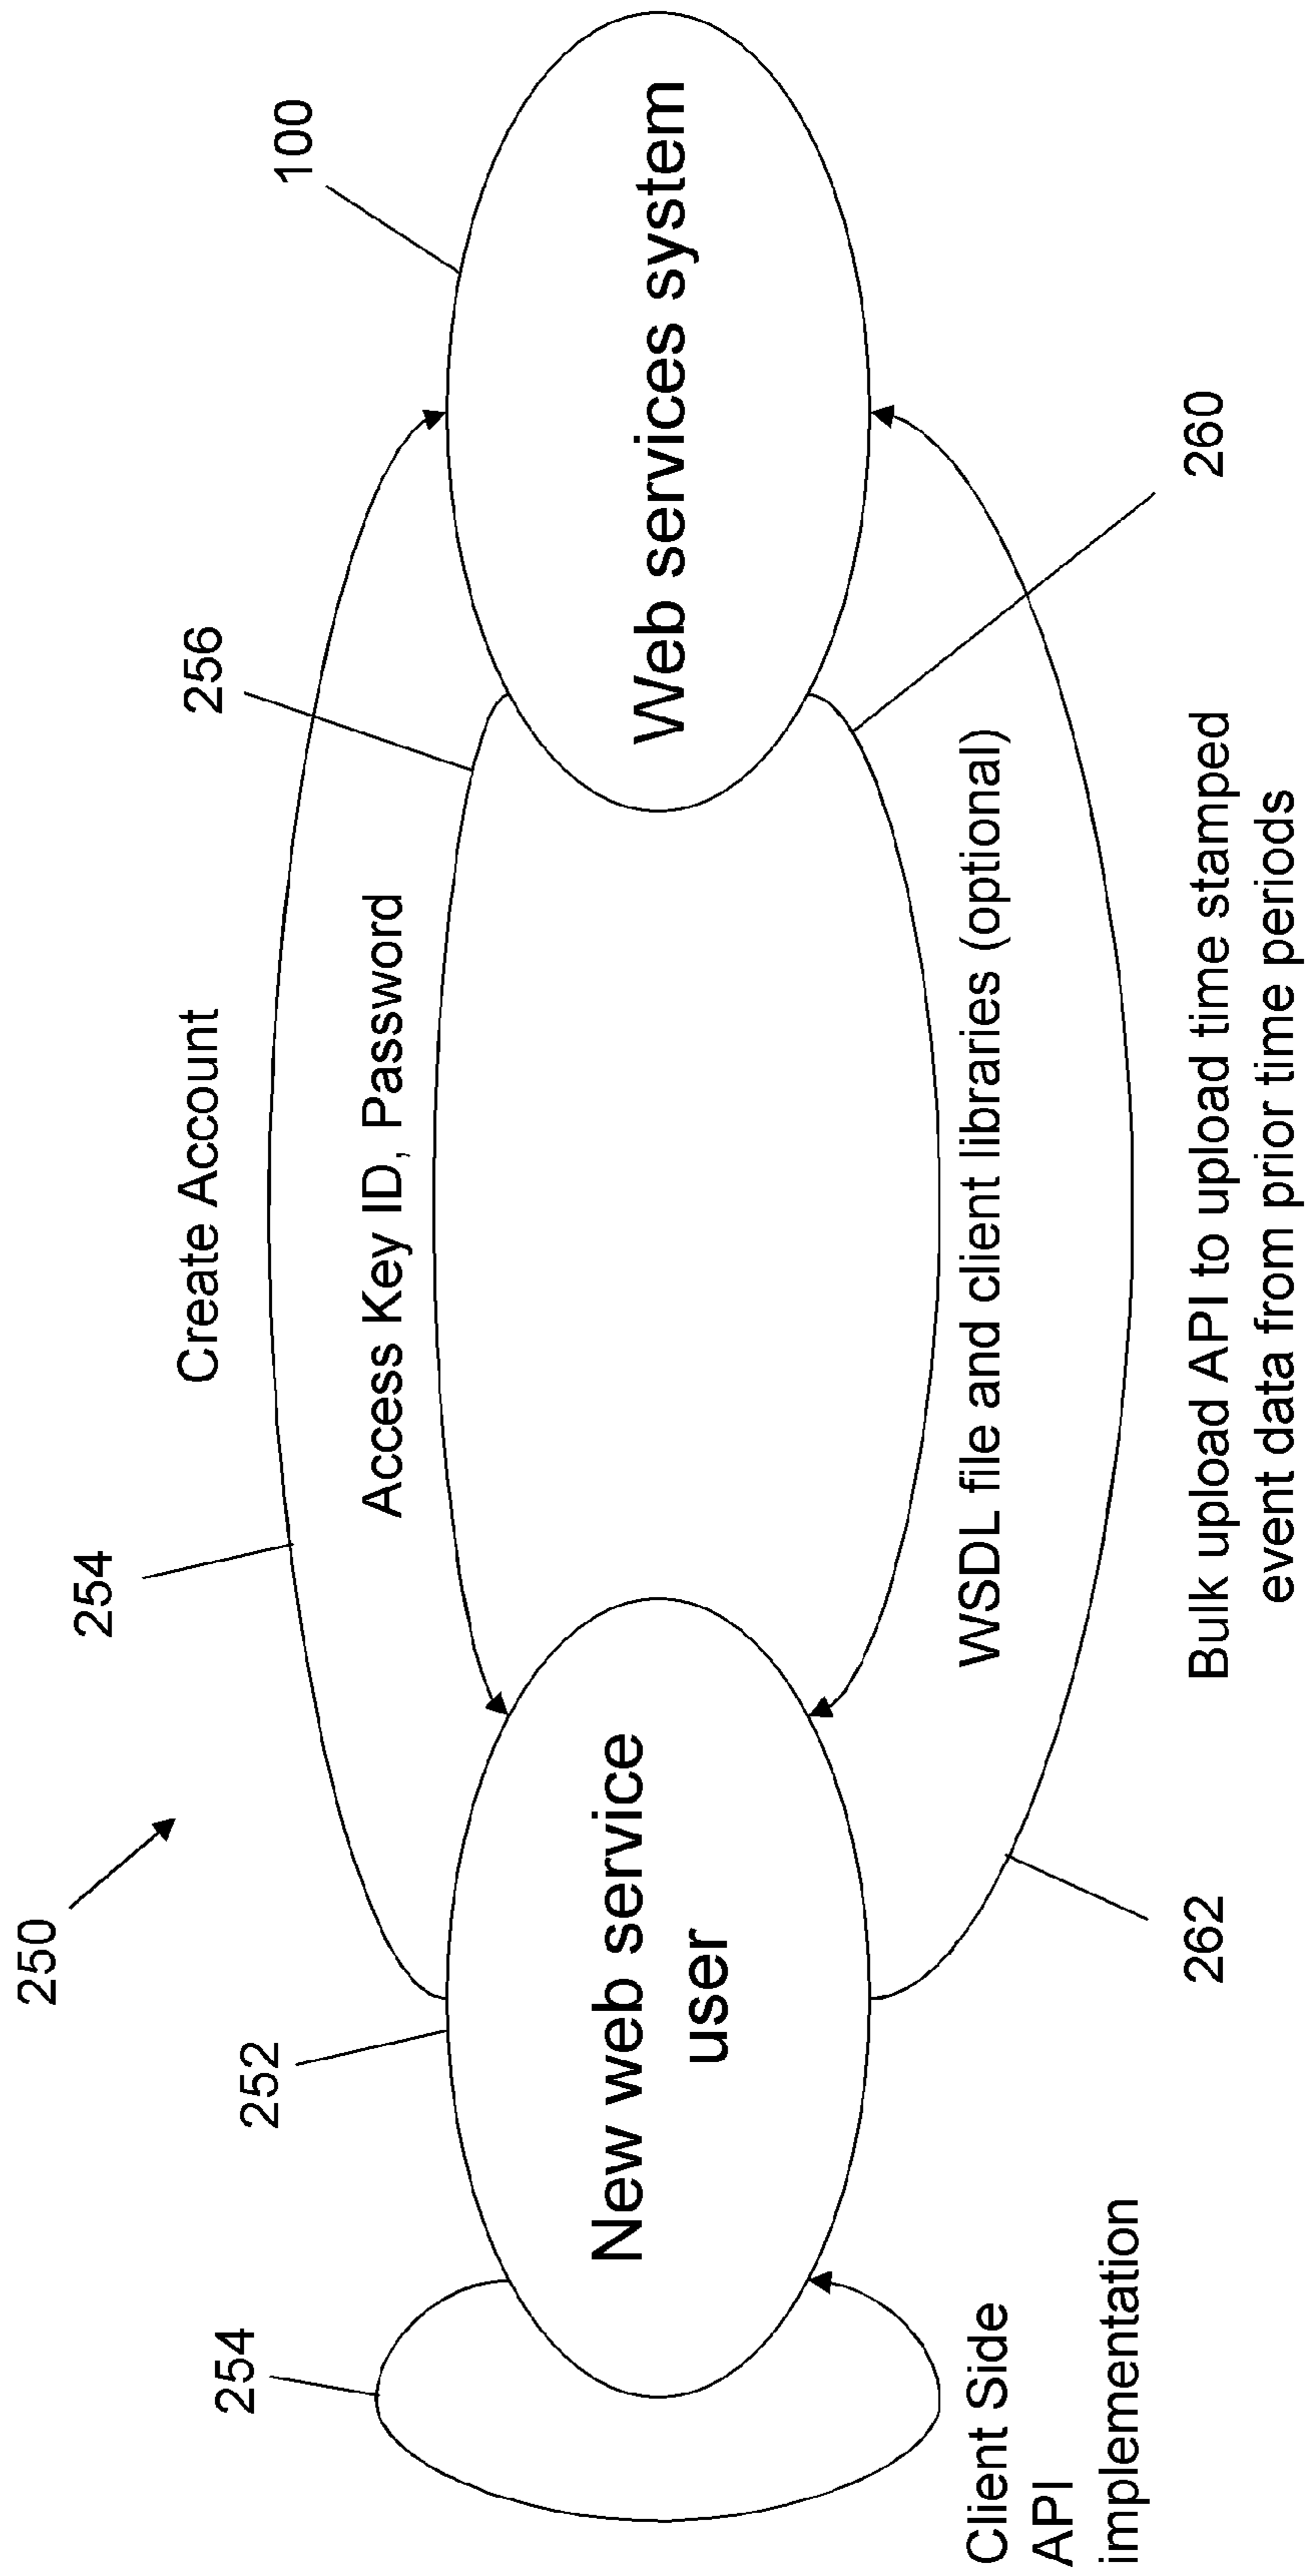 250
254
Create Account
256
100
252
254
Access Key ID, Password
New web service
user
Web services system
WSDL file and client libraries (optional)
Client Side
API
implementation
262
260
Bulk upload API to upload time stamped
event data from prior time periods